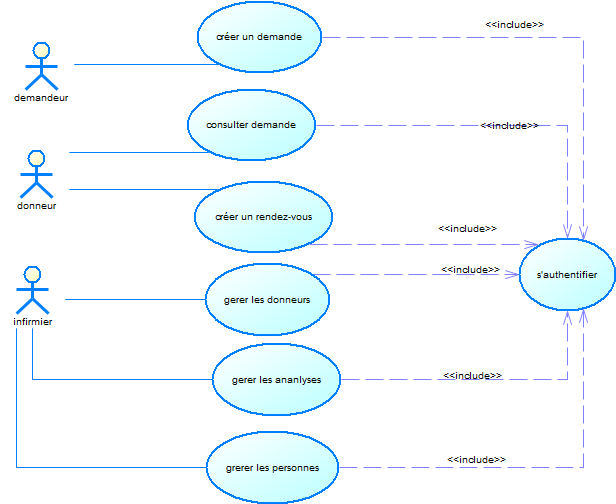 <<include>>
créer un demande
demandeur
consulter demande
<<include>>
donneur
créer un rendez-vous
<<include>>
<<include>>
s'authentifier
gerer les donneurs
infirmier
gerer les ananlyses
<<include>>
grerer les personnes
<<include>>